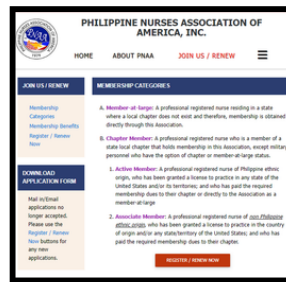 PHILIPPINE NURSES ASSOCIATION OF
AMERICA, INC.
HOME
ABOUT PNAA
JOIN US / RENEW
JOIN US / RENEW
Membership
Categories
Membership Benefits
Register / Renew
Now
DOWNLOAD
APPLICATION FORM
Mail n/Email
applications no
longer accepted.
Please use the
Register / Renew
Now buttons for
any new
applications.
MEMBERSHIP CATEGORIES
A. Member-at-large: A professional registered nurse residing in a state
where a local chapter does not exist and therefore, membership is obtained
directly through this Association.
B. Chapter Member: A professional registered nurse who is a member of a
state local chapter that holds membership in this Association, except military
personnel who have the option of chapter or member-at-large status.
1. Active Member: A professional registered nurse of Philippine ethnic
origin, who has been granted a license to practice in any state of the
United States and/or its territories; and who has paid the required
membership dues to their chapter or directly to the Association as a
member-at-large
2. Associate Member: A professional registered nurse of non Philippine
ethnic origin, who has been granted a license to practice in the country
of origin and/or any state/territory of the United States; and who has
paid the required membership dues to their chapter.
REGISTER / RENEW NOW